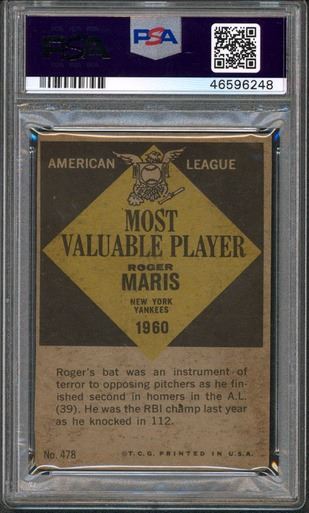 PSA
PSA
46596248
AMERICAN LEAGUE
MOST
VALUABLE PLAYER
ROGER
MARIS
NEW YORK
YANKEES
1960
Roger's bat was an instrument of
terror to opposing pitchers as he fin-
ished second in homers in the A.L.
(39). He was the RBI champ last year
as he knocked in 112.
No. 478 ©T.C.G. PRINTED IN U.S.A.